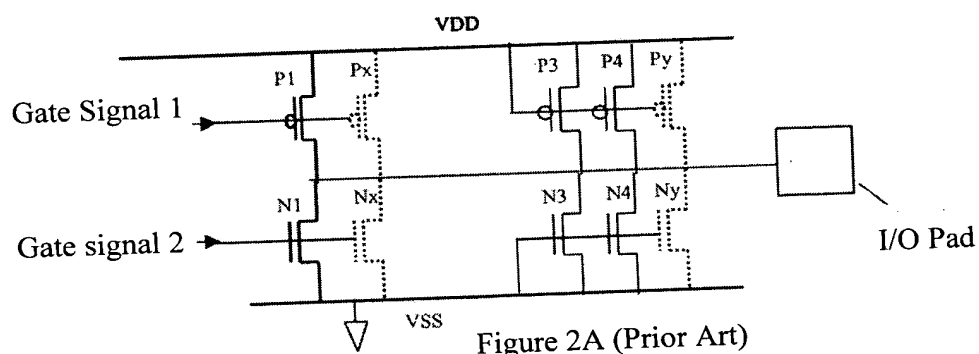 VDD
P1
Px
P3
P4
Py
Gate Signal 1
N1
Nx
N3
N4
Ny
Gate signal 2
I/O Pad
VSS
Figure 2A (Prior Art)